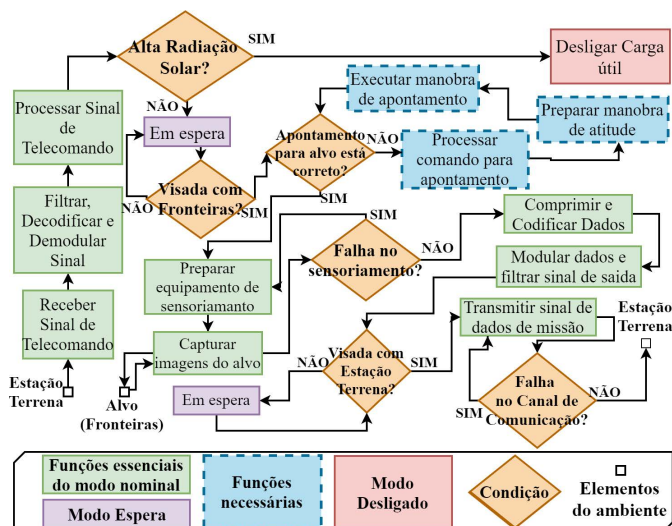 Alta Radiação
Solar?
SIM
NÃO
Desligar Carga
útil
Processar Sinal
de
Telecomando
Em espera
Executar manobra
de apontamento
Preparar manobra
de atitude
Apontamento
para alvo está
correto?
NÃO
SIM
Processar
comando para
apontamento
Visada com
Fronteiras?
NÃO
SIM
Filtrar,
Decodificar e
Demodular
Sinal
Receber
Sinal de
Telecomando
Estação
Terrena
Preparar
equipamento de
sensoriamanto
Falha no
sensoriamento?
SIM
NÃO
Comprimir e
Codificar Dados
Modular dados e
filtrar sinal de saida
Capturar
imagens do alvo
Alvo
(Fronteiras)
Visada com
Estação
Terrena?
NÃO
SIM
Em espera
Transmitir sinal de
dados de missão
Estação
Terrena
Falha
no Canal de
Comunicação?
SIM
NÃO
Funções essenciais
do modo nominal
Modo Espera
Funções
necessárias
Modo
Desligado
Condição
Elementos
do ambiente